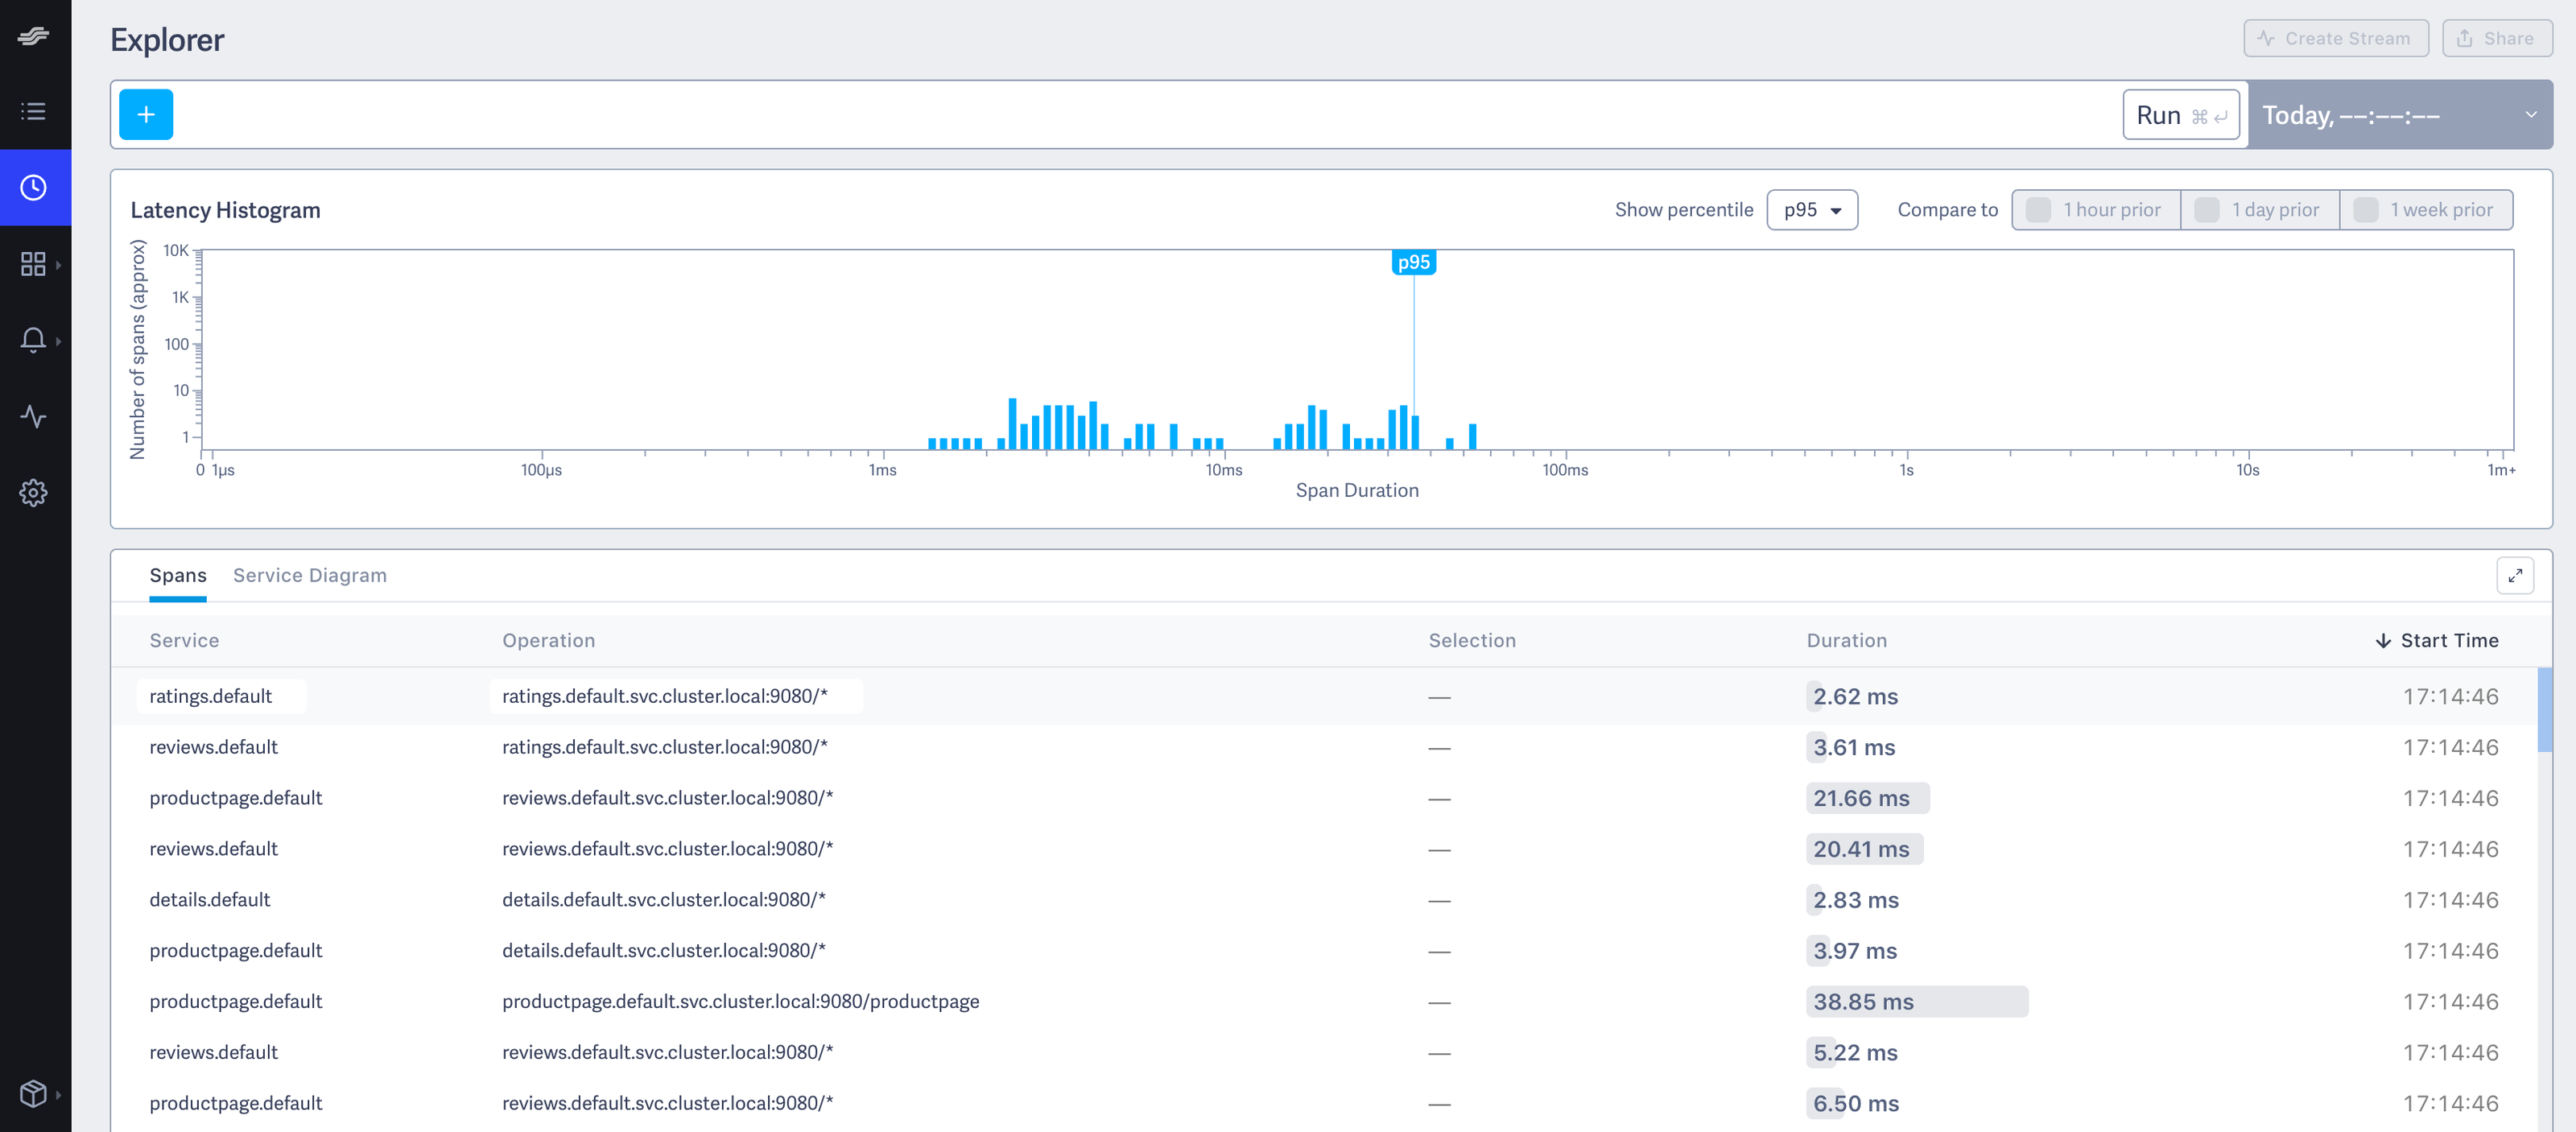 Explorer
Create Stream
Share
+
Run ⌘ ↵
Today, --:--:--
Latency Histogram
Show percentile
p95
Compare to
1 hour prior
1 day prior
1 week prior
Number of spans (approx)
10K
1K
100
10
1
p95
0 1μs 100μs 1ms 10ms 100ms 1s 10s 1m+
Span Duration
Spans Service Diagram
Service Operation Selection Duration ↓ Start Time
ratings.default ratings.default.svc.cluster.local:9080/* — 2.62 ms 17:14:46
reviews.default ratings.default.svc.cluster.local:9080/* — 3.61 ms 17:14:46
productpage.default reviews.default.svc.cluster.local:9080/* — 21.66 ms 17:14:46
reviews.default reviews.default.svc.cluster.local:9080/* — 20.41 ms 17:14:46
details.default details.default.svc.cluster.local:9080/* — 2.83 ms 17:14:46
productpage.default details.default.svc.cluster.local:9080/* — 3.97 ms 17:14:46
productpage.default productpage.default.svc.cluster.local:9080/productpage — 38.85 ms 17:14:46
reviews.default reviews.default.svc.cluster.local:9080/* — 5.22 ms 17:14:46
productpage.default reviews.default.svc.cluster.local:9080/* — 6.50 ms 17:14:46